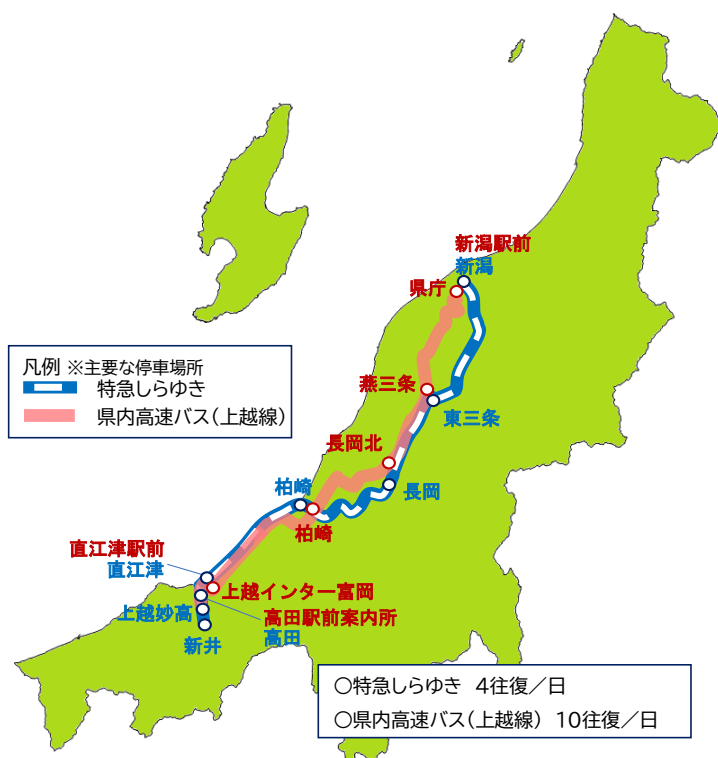 新潟駅前
新潟
県庁
凡例 ※主要な停車場所
特急しらゆき
県内高速バス(上越線)
燕三条
東三条
長岡北
長岡
柏崎
柏崎
直江津駅前
直江津
上越インター富岡
上越妙高
高田駅前案内所
高田
新井
○特急しらゆき 4往復/日
○県内高速バス(上越線) 10往復/日